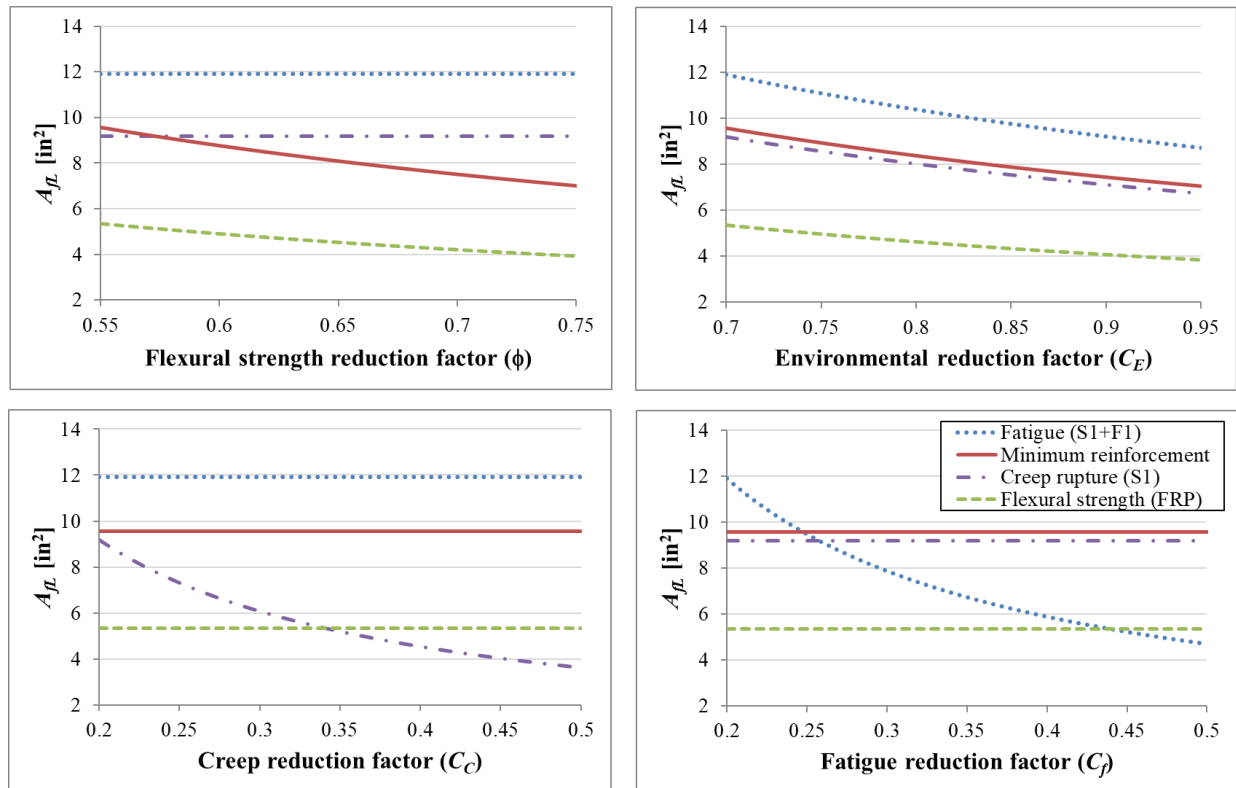 14
12
10
8
6
4
2
A_fL [in²]
0.55 0.6 0.65 0.7 0.75
Flexural strength reduction factor (ϕ)
14
12
10
8
6
4
2
A_fL [in²]
0.7 0.75 0.8 0.85 0.9 0.95
Environmental reduction factor (C_E)
14
12
10
8
6
4
2
A_fL [in²]
0.2 0.25 0.3 0.35 0.4 0.45 0.5
Creep reduction factor (C_C)
14
12
10
8
6
4
2
A_fL [in²]
Fatigue (S1+F1)
Minimum reinforcement
Creep rupture (S1)
Flexural strength (FRP)
0.2 0.25 0.3 0.35 0.4 0.45 0.5
Fatigue reduction factor (C_f)